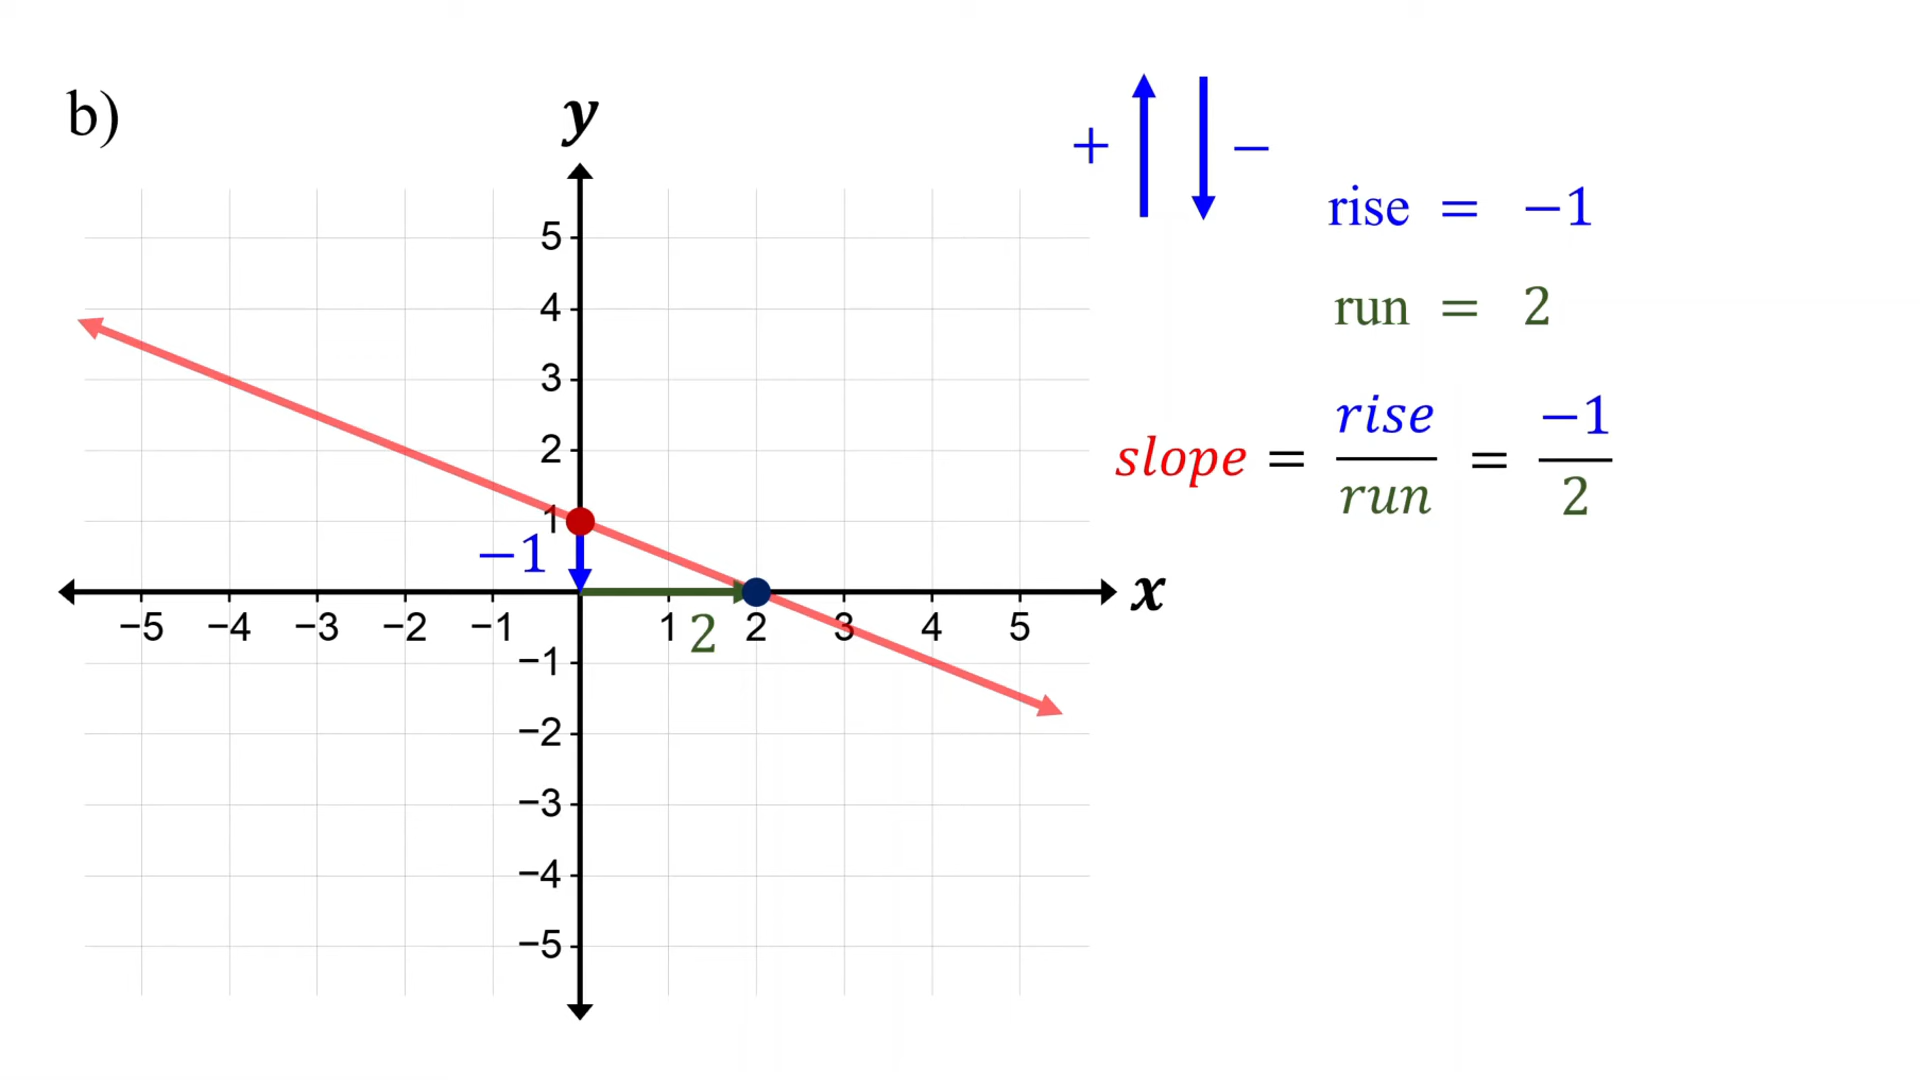 b)
y
+ −
rise = −1
5
run = 2
4
3
rise −1
slope = — = —
run 2
2
1
−1
x
−5 −4 −3 −2 −1 1 2 2 3 4 5
−1
−2
−3
−4
−5